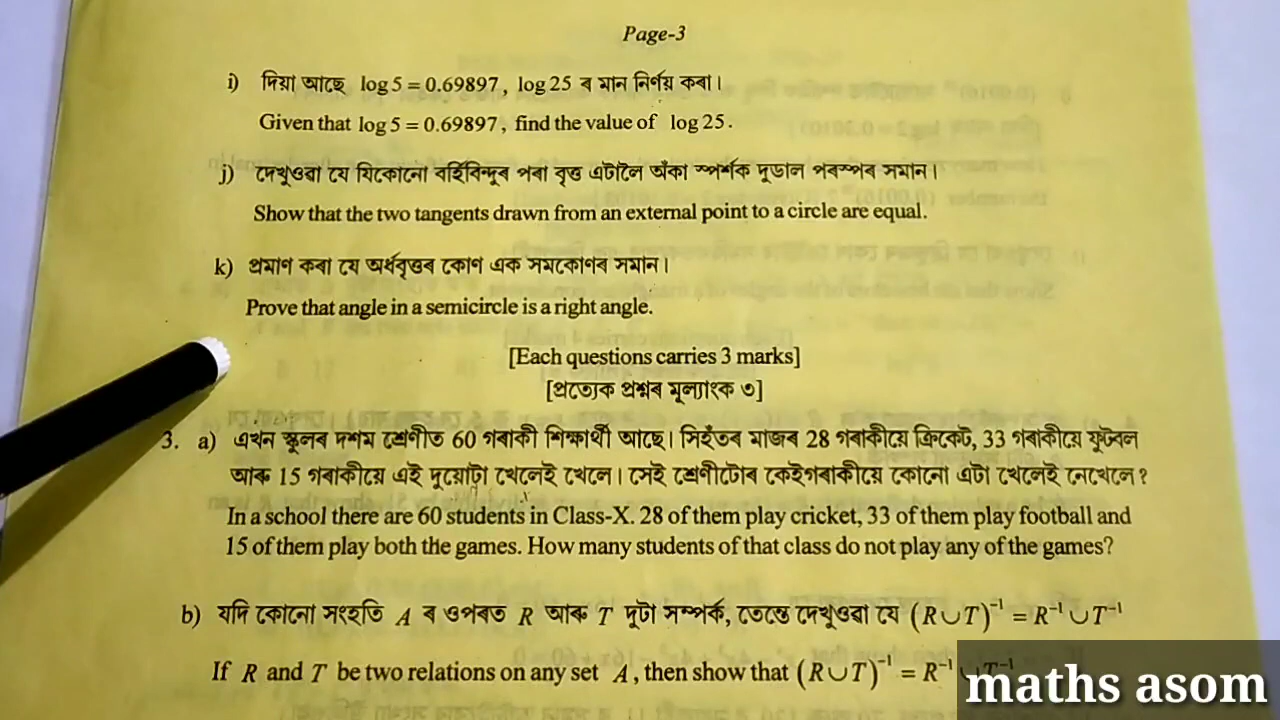 Page-3
i) দিয়া আছে log 5 = 0.69897, log 25 ৰ মান নিৰ্ণয় কৰা।
Given that log 5 = 0.69897, find the value of log 25.
j) দেখুওৱা যে যিকোনো বৰ্হিবিন্দুৰ পৰা বৃত্ত এটালৈ অঁকা স্পৰ্শক দুডাল পৰস্পৰ সমান।
Show that the two tangents drawn from an external point to a circle are equal.
k) প্ৰমাণ কৰা যে অৰ্ধবৃত্তৰ কোণ এক সমকোণৰ সমান।
Prove that angle in a semicircle is a right angle.
[Each questions carries 3 marks]
[প্ৰত্যেক প্ৰশ্নৰ মূল্যাংক ৩]
3. a) এখন স্কুলৰ দশম শ্ৰেণীত 60 গৰাকী শিক্ষাৰ্থী আছে। সিহঁতৰ মাজৰ 28 গৰাকীয়ে ক্ৰিকেট, 33 গৰাকীয়ে ফুটবল
আৰু 15 গৰাকীয়ে এই দুয়োটা খেলেই খেলে। সেই শ্ৰেণীটোৰ কেইগৰাকীয়ে কোনো এটা খেলেই নেখেলে?
In a school there are 60 students in Class-X. 28 of them play cricket, 33 of them play football and
15 of them play both the games. How many students of that class do not play any of the games?
b) যদি কোনো সংহতি A ৰ ওপৰত R আৰু T দুটা সম্পৰ্ক, তেন্তে দেখুওৱা যে (R∪T)⁻¹ = R⁻¹ ∪T⁻¹
If R and T be two relations on any set A, then show that (R∪T)⁻¹ = R⁻¹ ∪T⁻¹
maths asom